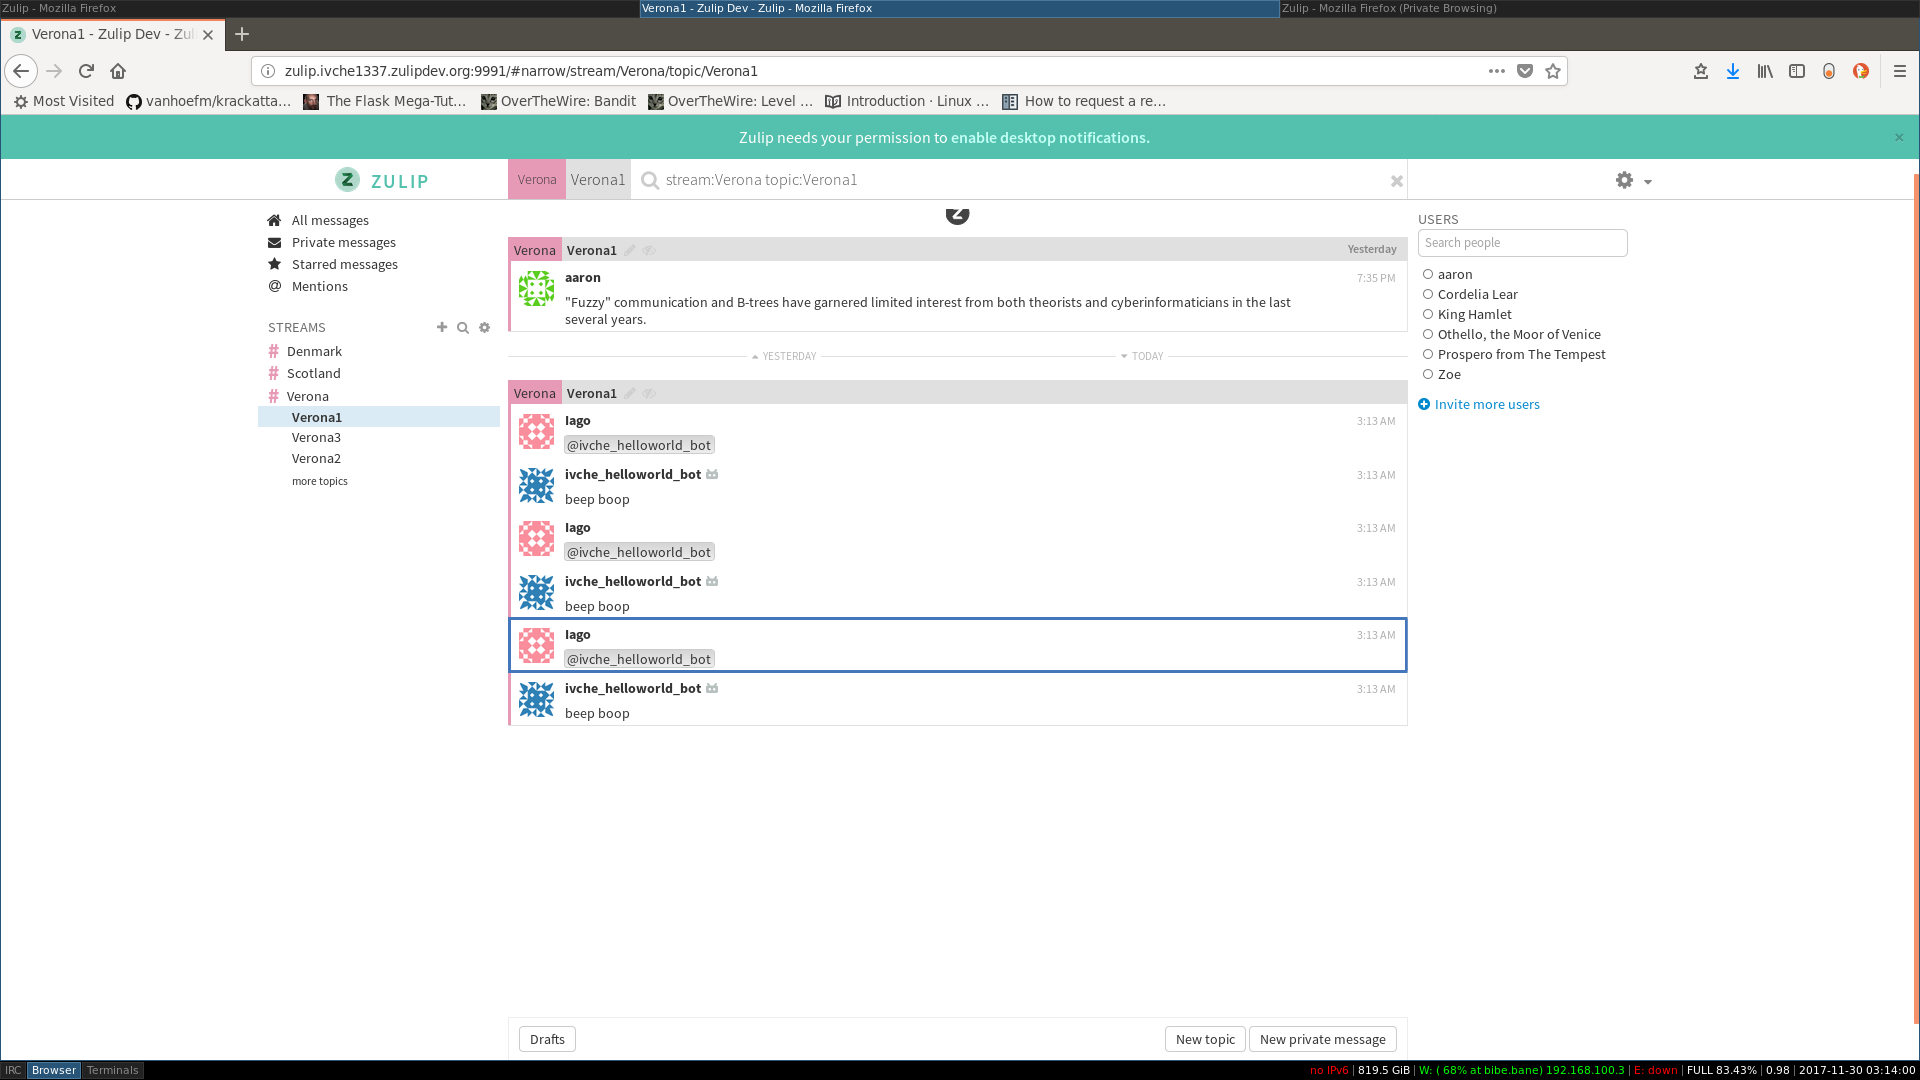 Zulip - Mozilla Firefox
Verona1 - Zulip Dev - Zulip - Mozilla Firefox
Zulip - Mozilla Firefox (Private Browsing)
Verona1 - Zulip Dev - Zul
zulip.ivche1337.zulipdev.org:9991/#narrow/stream/Verona/topic/Verona1
Most Visited
vanhoefm/krackatta…
The Flask Mega-Tut…
OverTheWire: Bandit
OverTheWire: Level …
Introduction · Linux …
How to request a re…
Zulip needs your permission to enable desktop notifications.
ZULIP
Verona
Verona1
stream:Verona topic:Verona1
All messages
Private messages
Starred messages
Mentions
STREAMS
# Denmark
# Scotland
# Verona
Verona1
Verona3
Verona2
more topics
Verona Verona1 Yesterday
aaron 7:35 PM
"Fuzzy" communication and B-trees have garnered limited interest from both theorists and cyberinformaticians in the last
several years.
YESTERDAY TODAY
Verona Verona1
Iago 3:13 AM
@ivche_helloworld_bot
ivche_helloworld_bot 3:13 AM
beep boop
Iago 3:13 AM
@ivche_helloworld_bot
ivche_helloworld_bot 3:13 AM
beep boop
Iago 3:13 AM
@ivche_helloworld_bot
ivche_helloworld_bot 3:13 AM
beep boop
USERS
Search people
aaron
Cordelia Lear
King Hamlet
Othello, the Moor of Venice
Prospero from The Tempest
Zoe
Invite more users
Drafts
New topic
New private message
IRC Browser Terminals
no IPv6 | 819.5 GiB | W: ( 68% at bibe.bane) 192.168.100.3 | E: down | FULL 83.43% | 0.98 | 2017-11-30 03:14:00